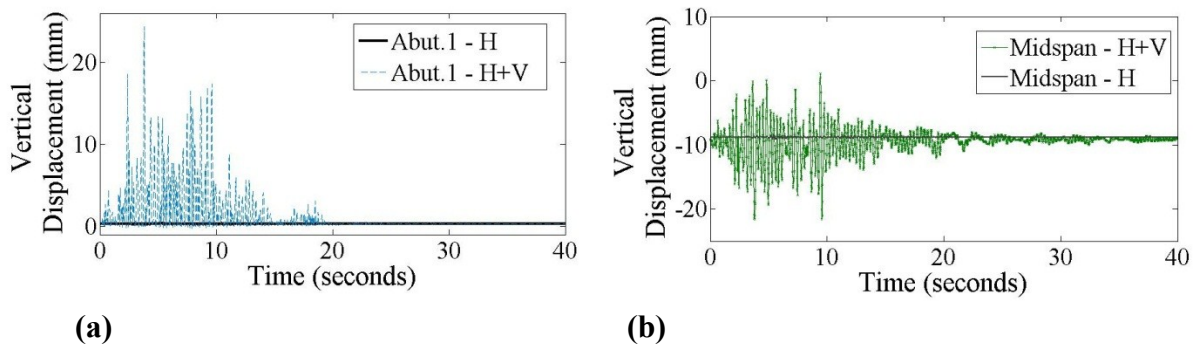 Vertical
Displacement (mm)
20
10
0
Abut.1 - H
Abut.1 - H+V
0
10
20
30
40
Time (seconds)
(a)
Vertical
Displacement (mm)
0
-10
-20
Midspan - H+V
Midspan - H
0
10
20
30
40
Time (seconds)
(b)